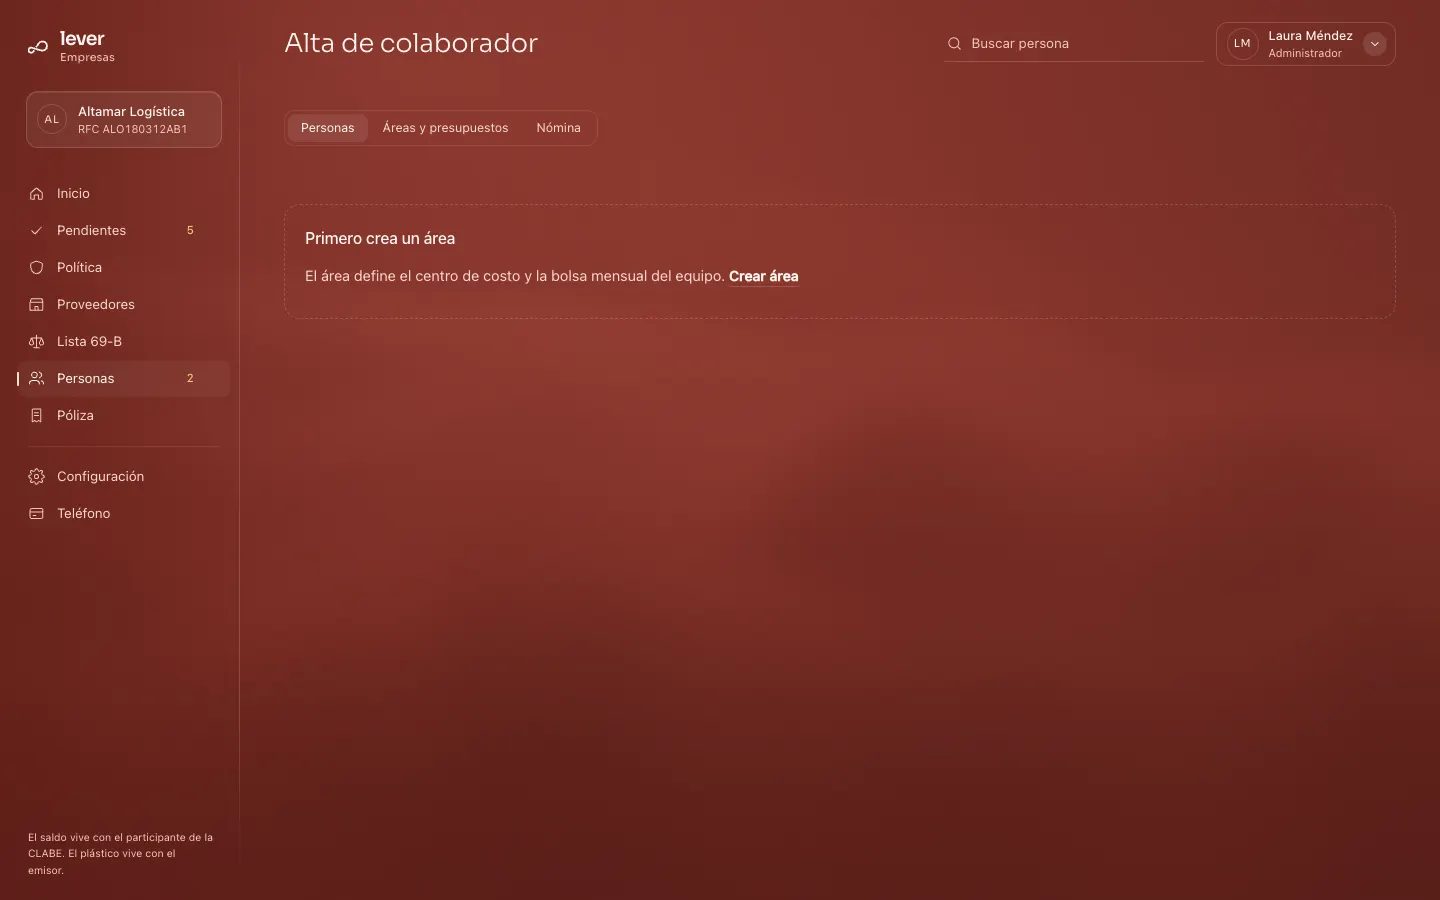 lever
Empresas
Alta de colaborador
Buscar persona
LM
Laura Méndez
Administrador
AL
Altamar Logística
RFC ALO180312AB1
Personas
Áreas y presupuestos
Nómina
Inicio
Pendientes 5
Política
Proveedores
Lista 69-B
Personas 2
Póliza
Configuración
Teléfono
Primero crea un área
El área define el centro de costo y la bolsa mensual del equipo. Crear área
El saldo vive con el participante de la
CLABE. El plástico vive con el
emisor.